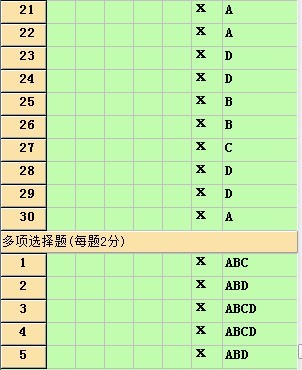 21 X A
22 X A
23 X D
24 X D
25 X B
26 X B
27 X C
28 X D
29 X D
30 X A
多项选择题(每题2分)
1 X ABC
2 X ABD
3 X ABCD
4 X ABCD
5 X ABD